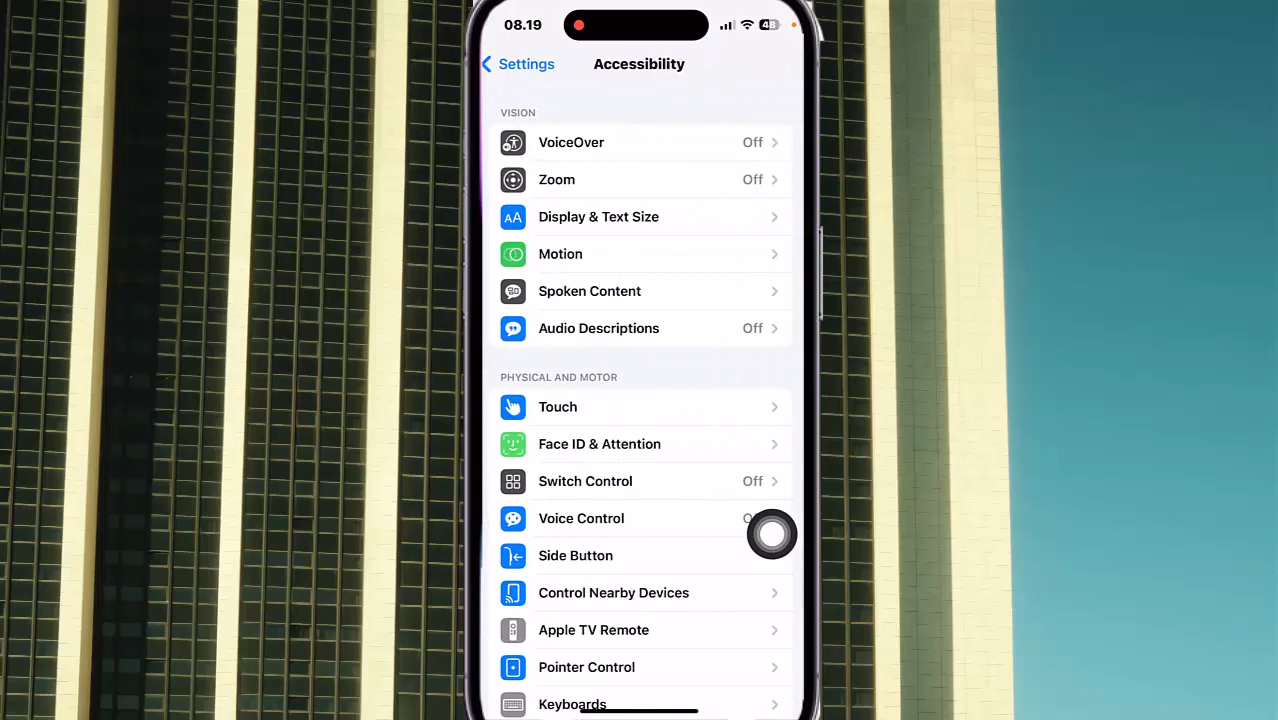 08.19
48
Settings
Accessibility
VISION
VoiceOver Off
Zoom Off
AA Display & Text Size
Motion
Spoken Content
Audio Descriptions Off
PHYSICAL AND MOTOR
Touch
Face ID & Attention
Switch Control Off
Voice Control
Side Button
Control Nearby Devices
Apple TV Remote
Pointer Control
Keyboards